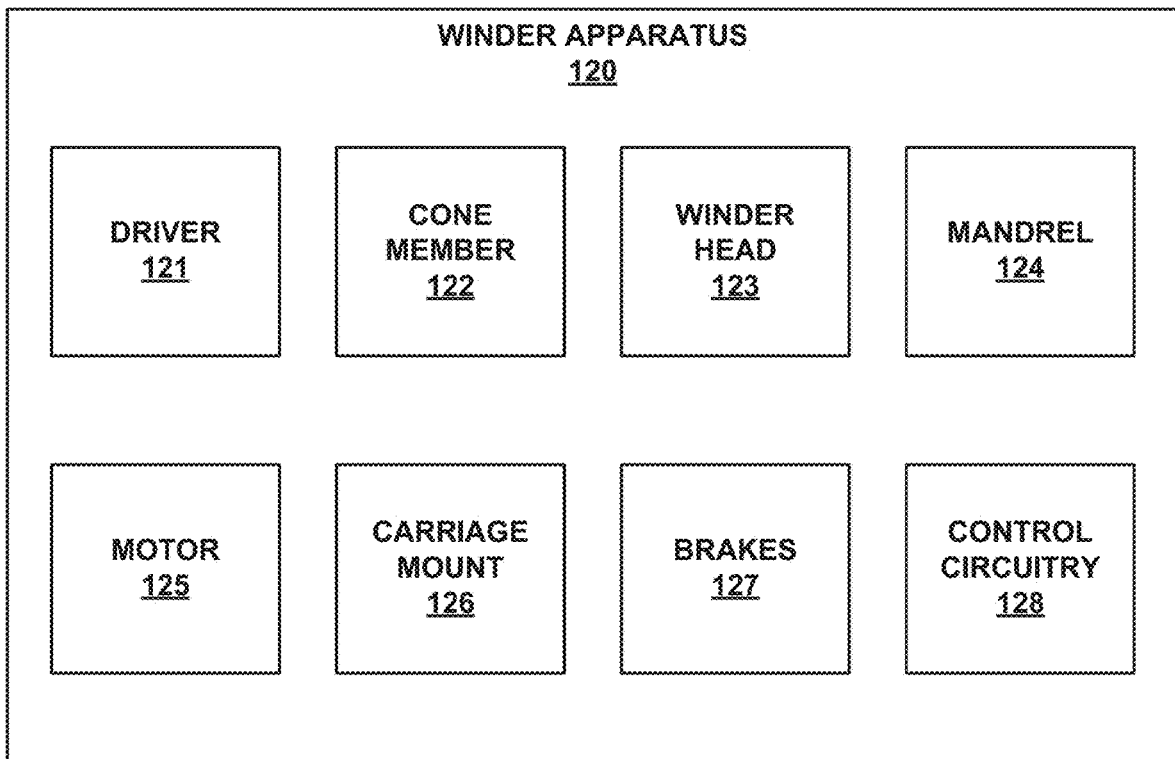 WINDER APPARATUS
120
DRIVER
121
CONE
MEMBER
122
WINDER
HEAD
123
MANDREL
124
MOTOR
125
CARRIAGE
MOUNT
126
BRAKES
127
CONTROL
CIRCUITRY
128